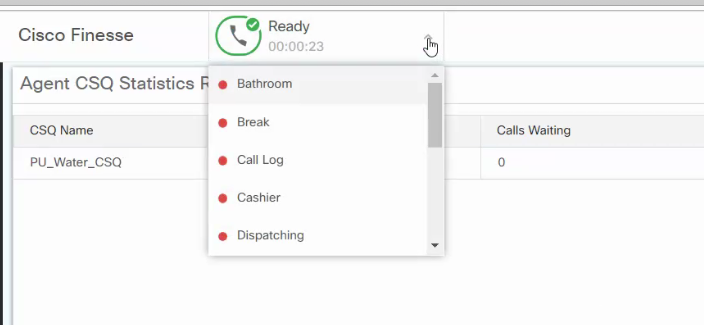 Cisco Finesse
Ready
00:00:23
Agent CSQ Statistics R
Bathroom
Break
Call Log
Cashier
Dispatching
CSQ Name
Calls Waiting
PU_Water_CSQ
0